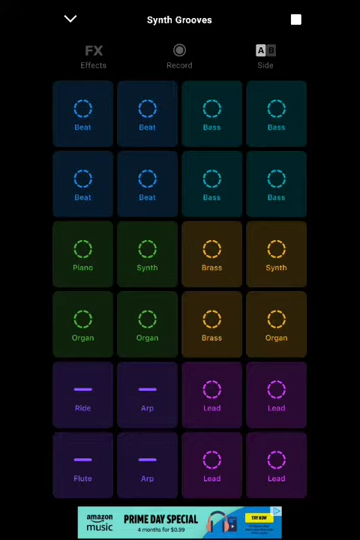 Synth Grooves
FX
Effects
Record
A B
Side
Beat
Beat
Bass
Bass
Beat
Beat
Bass
Bass
Piano
Synth
Brass
Synth
Organ
Organ
Brass
Organ
Ride
Arp
Lead
Lead
Flute
Arp
Lead
Lead
amazon music
PRIME DAY SPECIAL
4 months for $0.99
TRY NOW